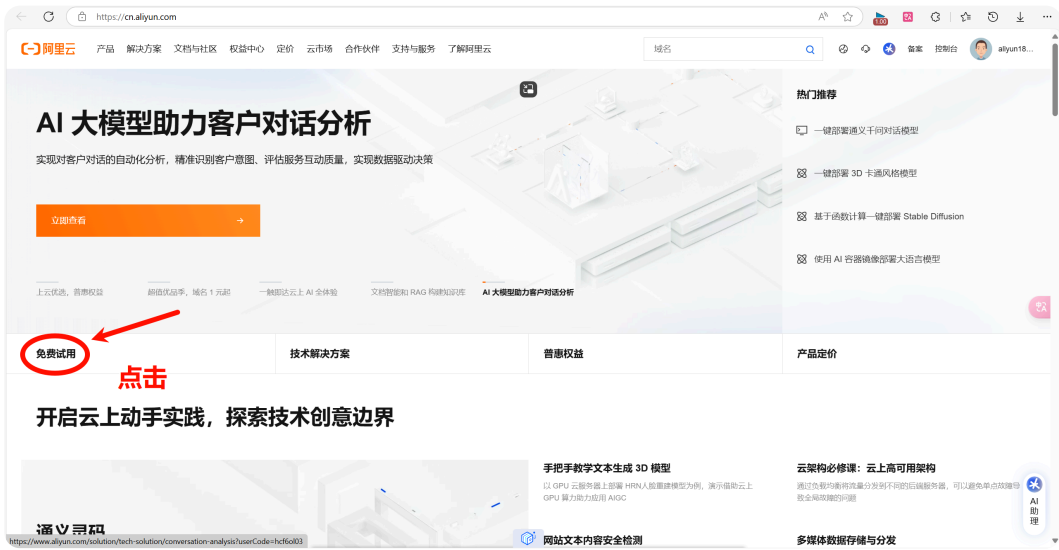 https://cn.aliyun.com
1.00
阿里云 产品 解决方案 文档与社区 权益中心 定价 云市场 合作伙伴 支持与服务 了解阿里云 域名 备案 控制台 aliyun18...
AI 大模型助力客户对话分析
实现对客户对话的自动化分析，精准识别客户意图、评估服务互动质量，实现数据驱动决策
立即查看 →
上云优选，普惠权益 超值优品季，域名 1 元起 一触即达云上 AI 全体验 文档智能和 RAG 构建知识库 AI 大模型助力客户对话分析
热门推荐
一键部署通义千问对话模型
一键部署 3D 卡通风格模型
基于函数计算一键部署 Stable Diffusion
使用 AI 容器镜像部署大语言模型
免费试用 技术解决方案 普惠权益 产品定价
点击
开启云上动手实践，探索技术创意边界
手把手教学文本生成 3D 模型
以 GPU 云服务器上部署 HRN人脸重建模型为例，演示借助云上
GPU 算力助力应用 AIGC
云架构必修课：云上高可用架构
通过负载均衡将流量分发到不同的后端服务器，可以避免单点故障导
致全局故障的问题
通义灵码
网站文本内容安全检测
多媒体数据存储与分发
AI
助
理
https://www.aliyun.com/solution/tech-solution/conversation-analysis?userCode=hcf6ol03